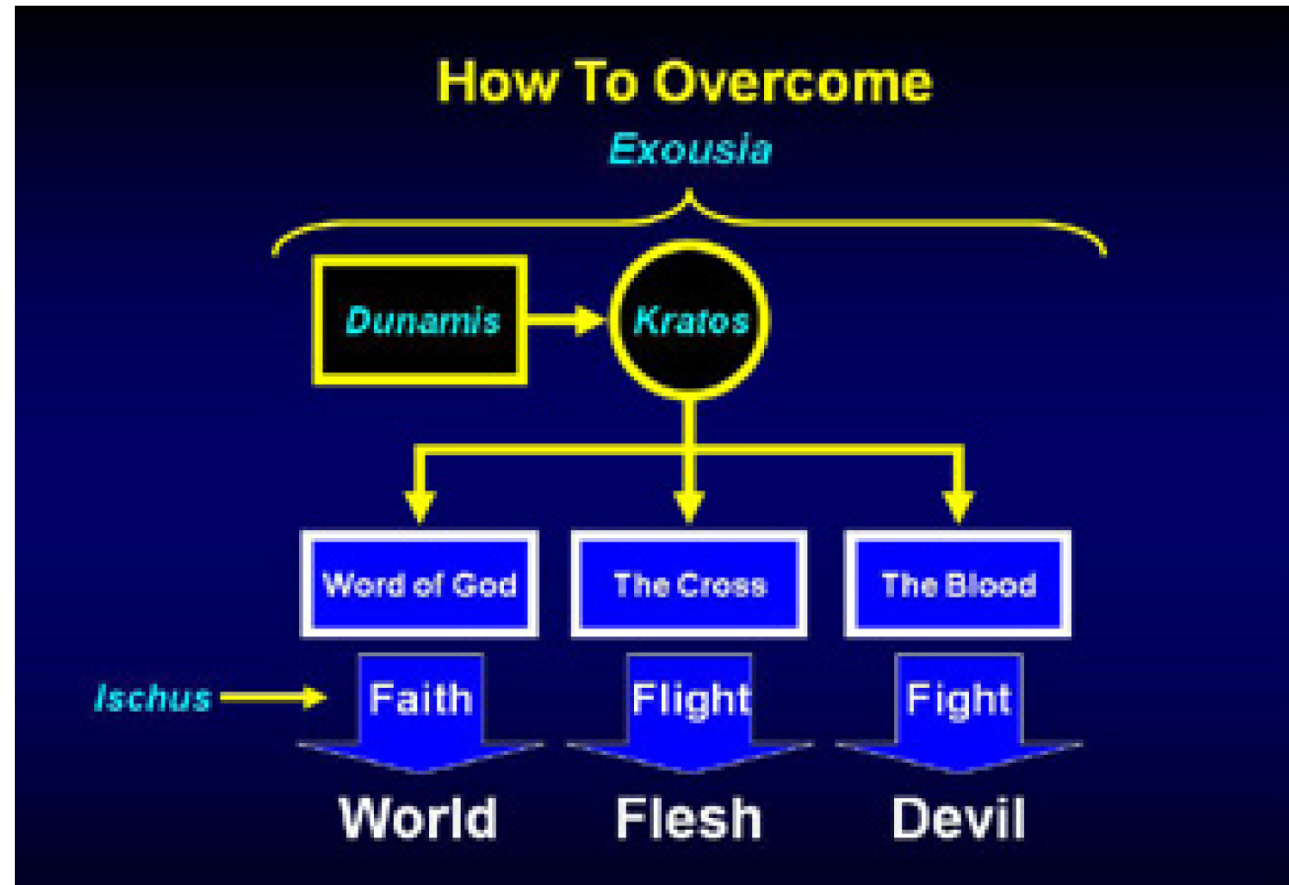 How To Overcome
Exousia
Dunamis
Kratos
Word of God
The Cross
The Blood
Ischus
Faith
Flight
Fight
World
Flesh
Devil